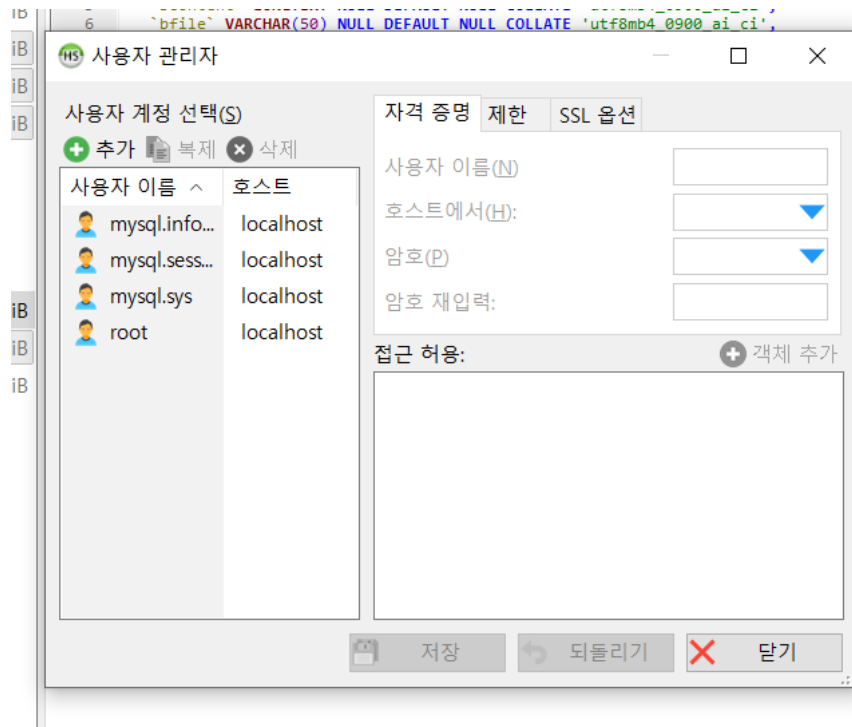 iB
6 `bfile` VARCHAR(50) NULL DEFAULT NULL COLLATE 'utf8mb4_0900_ai_ci',
HS 사용자 관리자
iB
iB
iB
사용자 계정 선택(S)
추가 복제 삭제
사용자 이름 호스트
mysql.info... localhost
mysql.sess... localhost
mysql.sys localhost
root localhost
자격 증명 제한 SSL 옵션
사용자 이름(N)
호스트에서(H):
암호(P)
암호 재입력:
접근 허용: 객체 추가
iB
iB
iB
저장 되돌리기 닫기